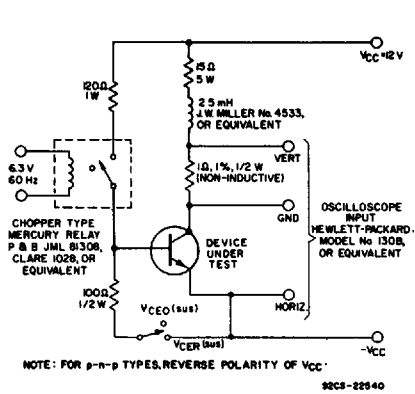 VCC=12V
15Ω
5 W
120Ω
1W
2.5 mH
J.W. MILLER No. 4533,
OR EQUIVALENT
VERT
6.3 V
60 Hz
1Ω, 1%, 1/2 W
(NON-INDUCTIVE)
OSCILLOSCOPE
INPUT
HEWLETT-PACKARD
MODEL No 130B,
OR EQUIVALENT
GND
CHOPPER TYPE
MERCURY RELAY
P & B JML 81308,
CLARE 1028, OR
EQUIVALENT
DEVICE
UNDER
TEST
100Ω
1/2 W
VCEO (sus)
HORIZ.
VCER (sus)
-VCC
NOTE: FOR p-n-p TYPES, REVERSE POLARITY OF VCC.
92CS-22540